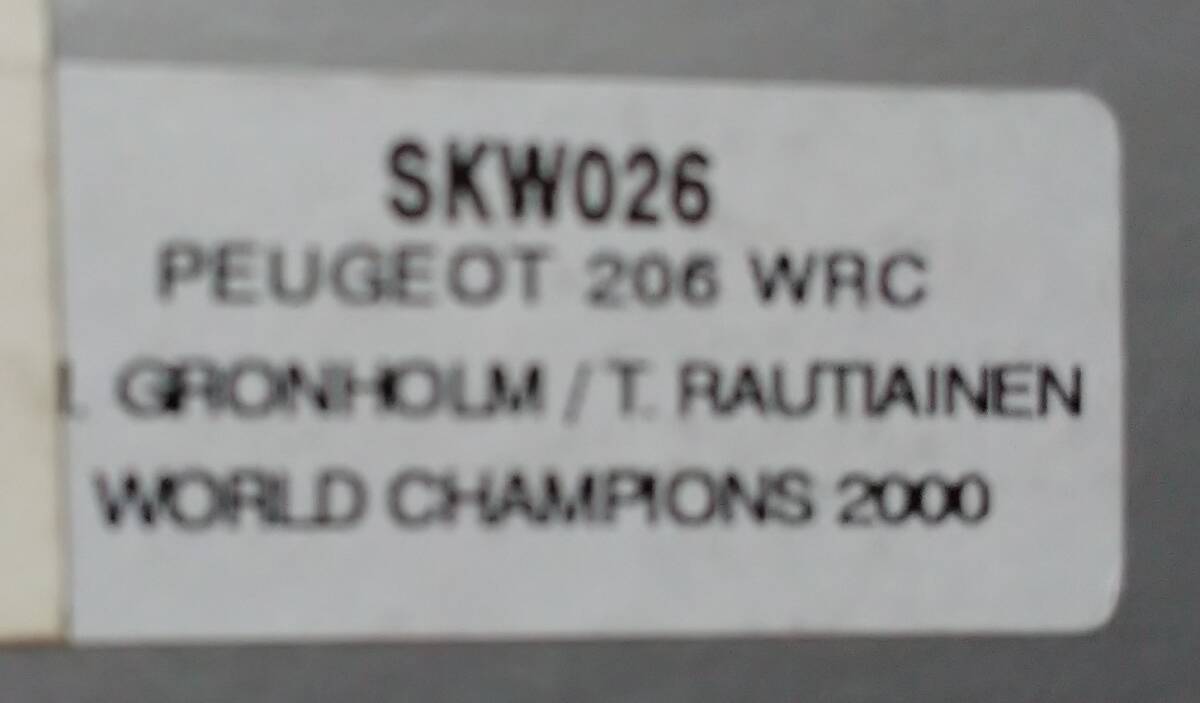 SKW026
PEUGEOT 206 WRC
GRONHOLM / T. RAUTIAINEN
WORLD CHAMPIONS 2000